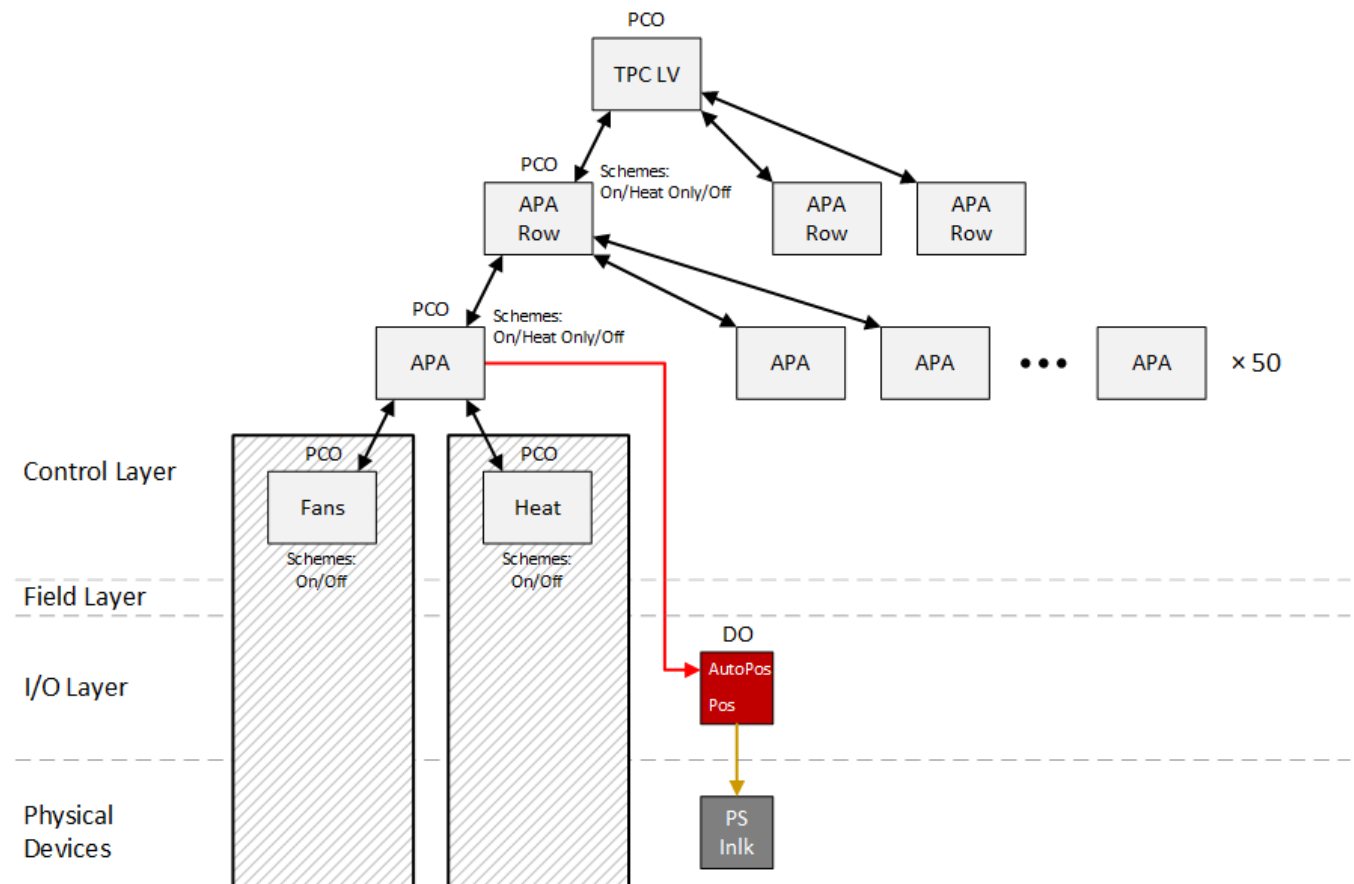 PCO
TPC LV
PCO
Schemes:
On/Heat Only/Off
APA
Row
APA
Row
APA
Row
PCO
Schemes:
On/Heat Only/Off
APA
APA
APA
•••
APA
× 50
Control Layer
PCO
Fans
Schemes:
On/Off
PCO
Heat
Schemes:
On/Off
Field Layer
DO
I/O Layer
AutoPos
Pos
Physical
Devices
PS
Inlk